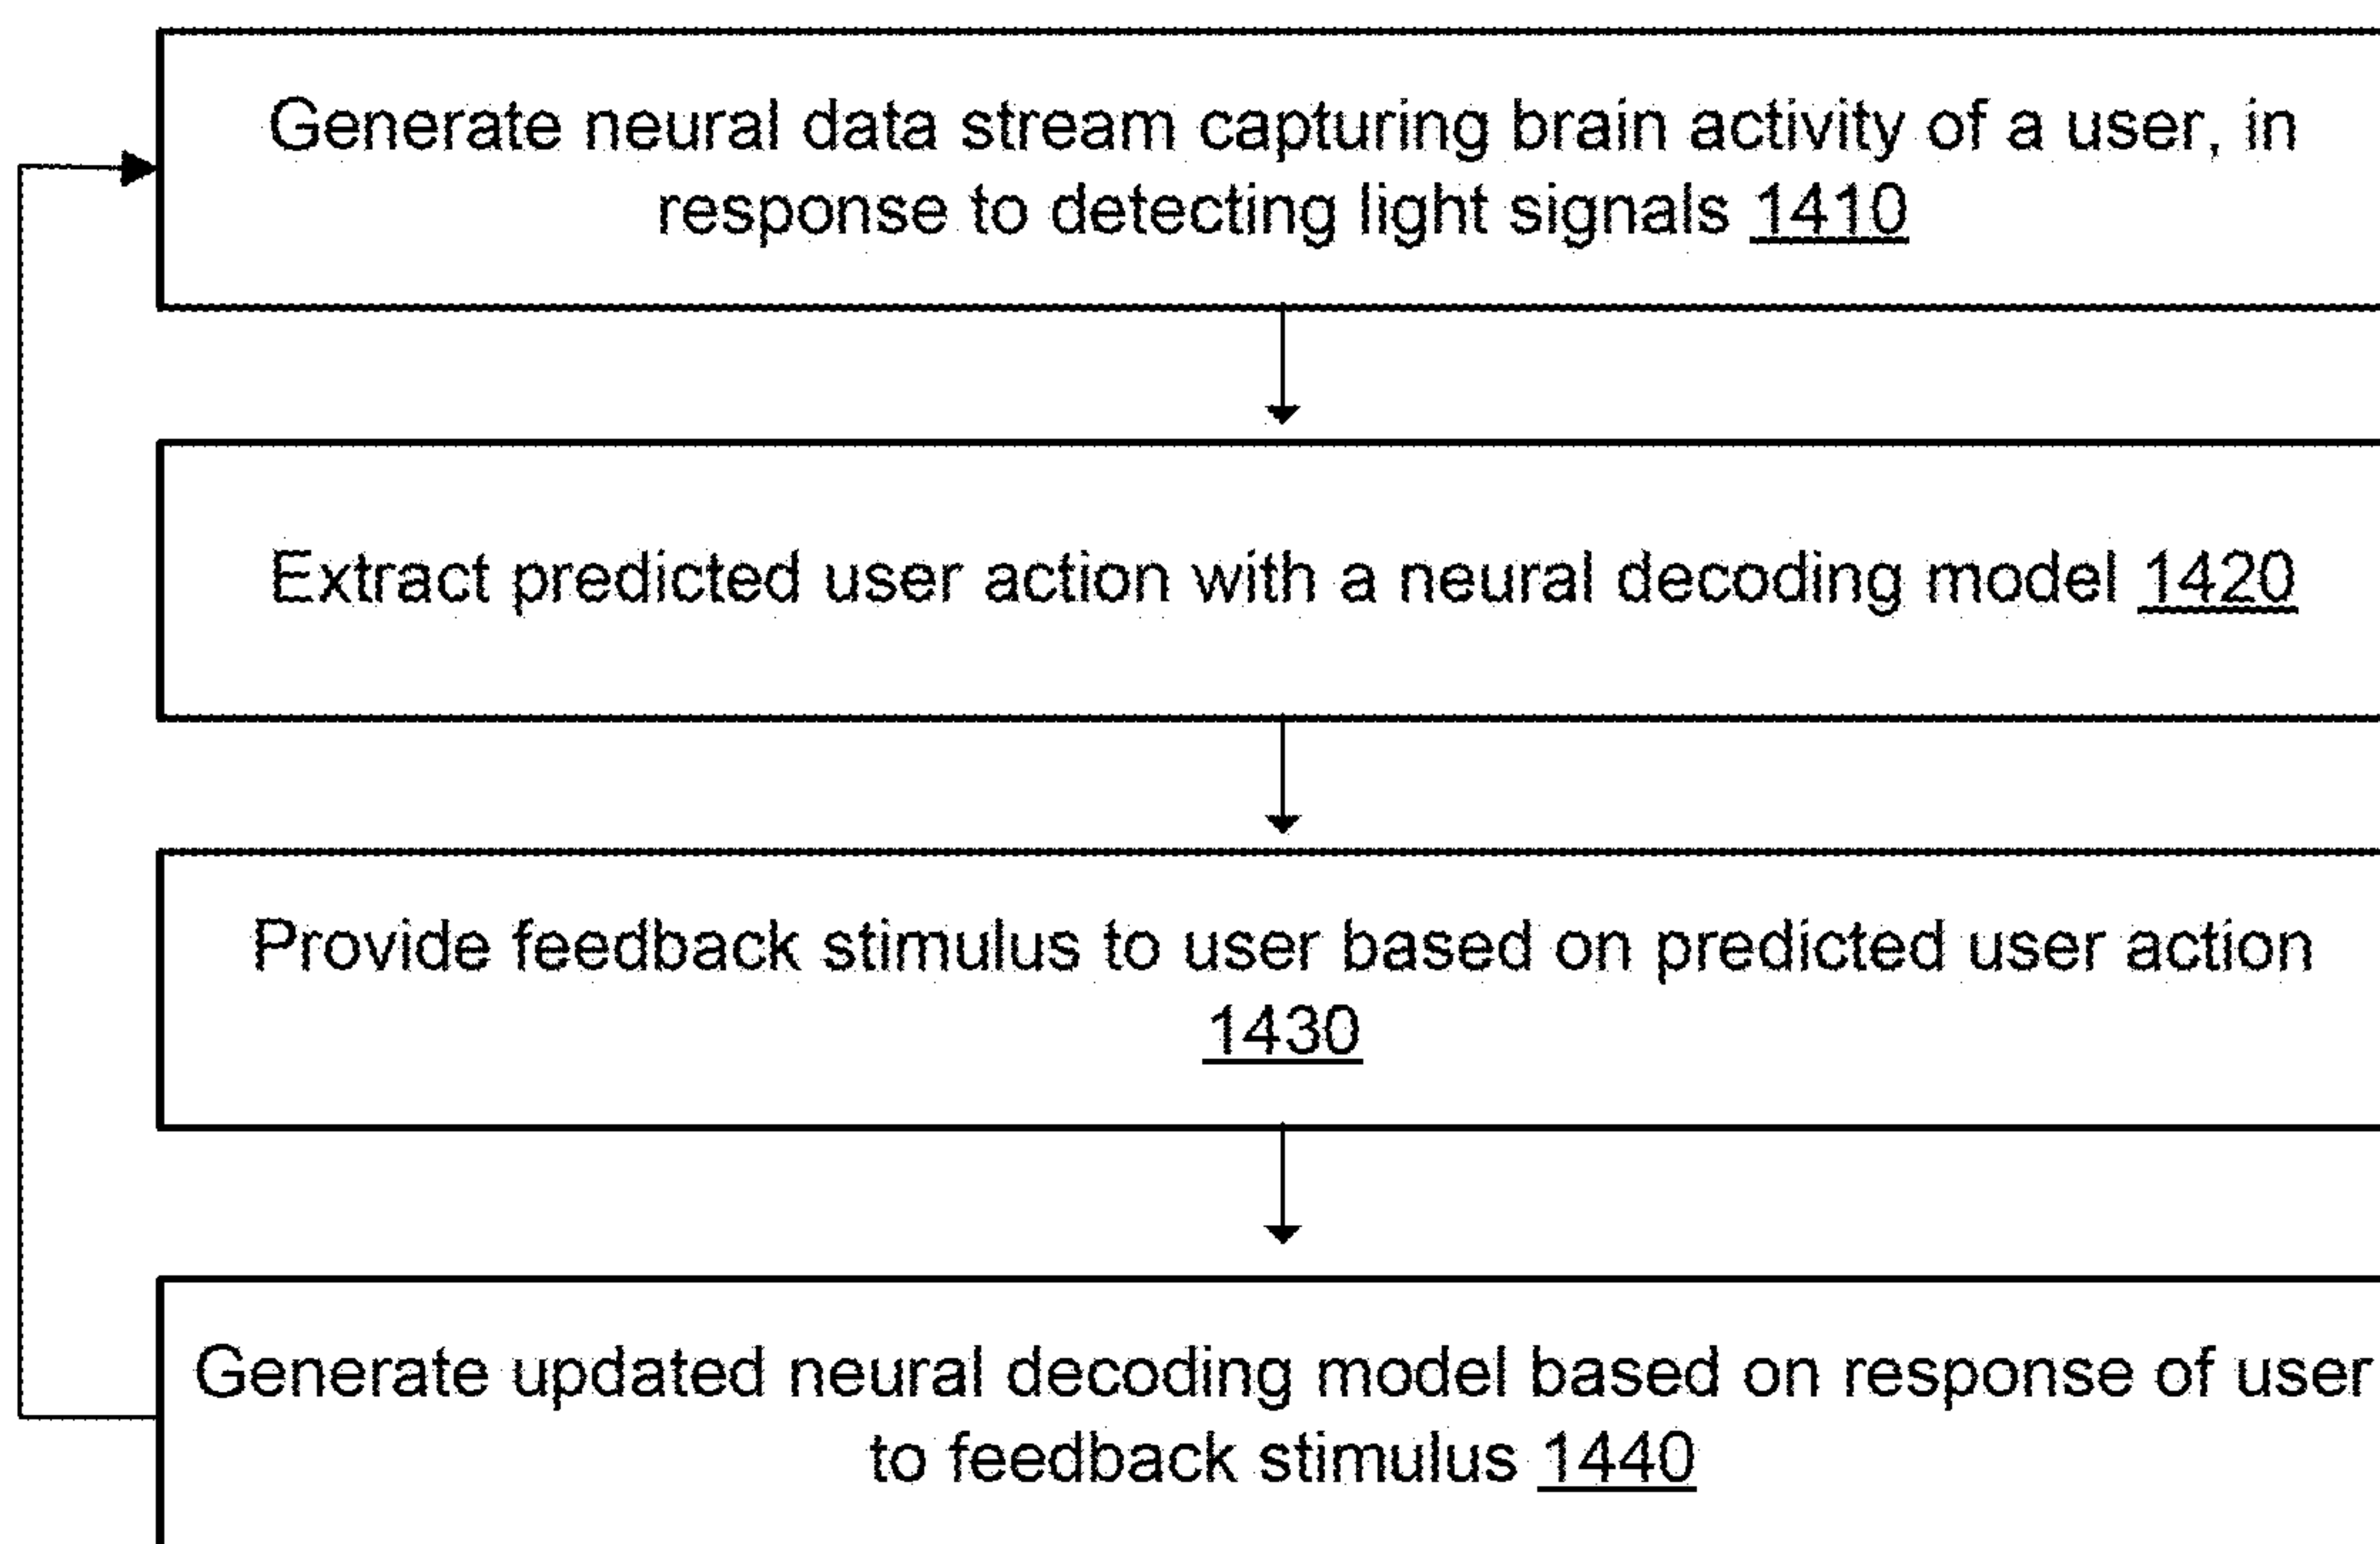 Generate neural data stream capturing brain activity of a user, in
response to detecting light signals 1410
Extract predicted user action with a neural decoding model 1420
Provide feedback stimulus to user based on predicted user action
1430
Generate updated neural decoding model based on response of user
to feedback stimulus 1440